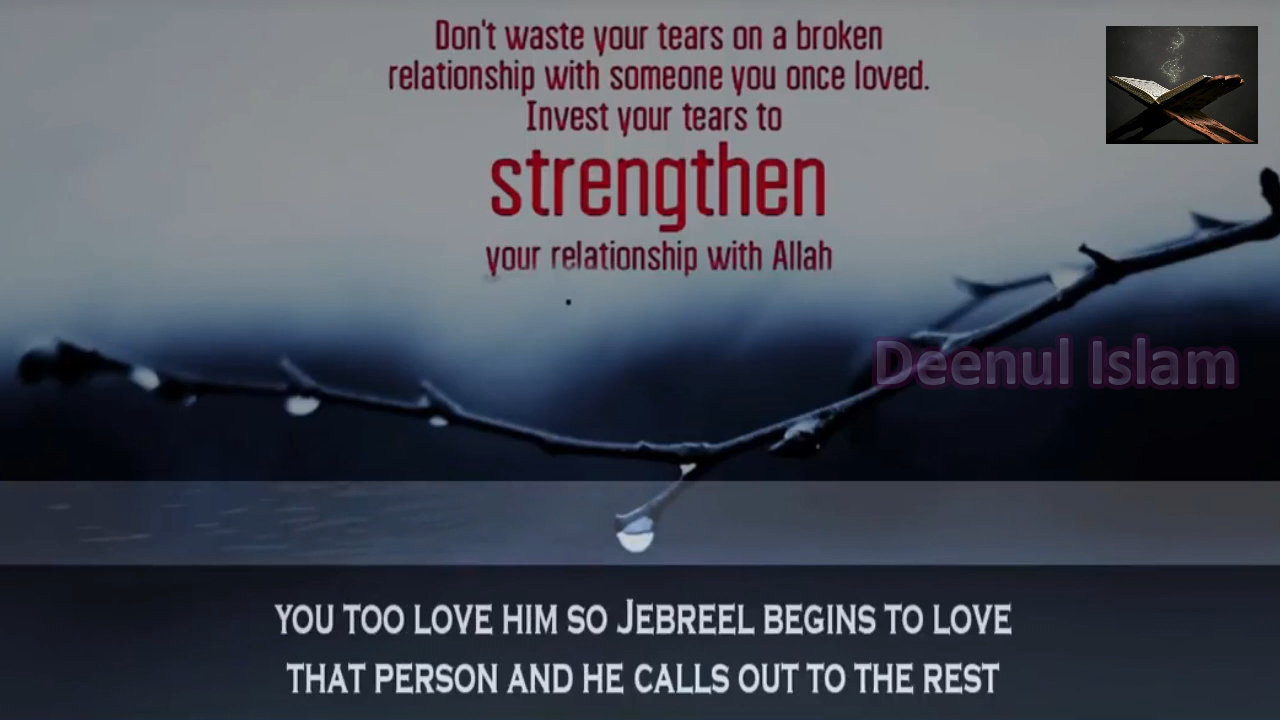 Don't waste your tears on a broken
relationship with someone you once loved.
Invest your tears to
strengthen
your relationship with Allah
Deenul Islam
YOU TOO LOVE HIM SO JEBREEL BEGINS TO LOVE
THAT PERSON AND HE CALLS OUT TO THE REST